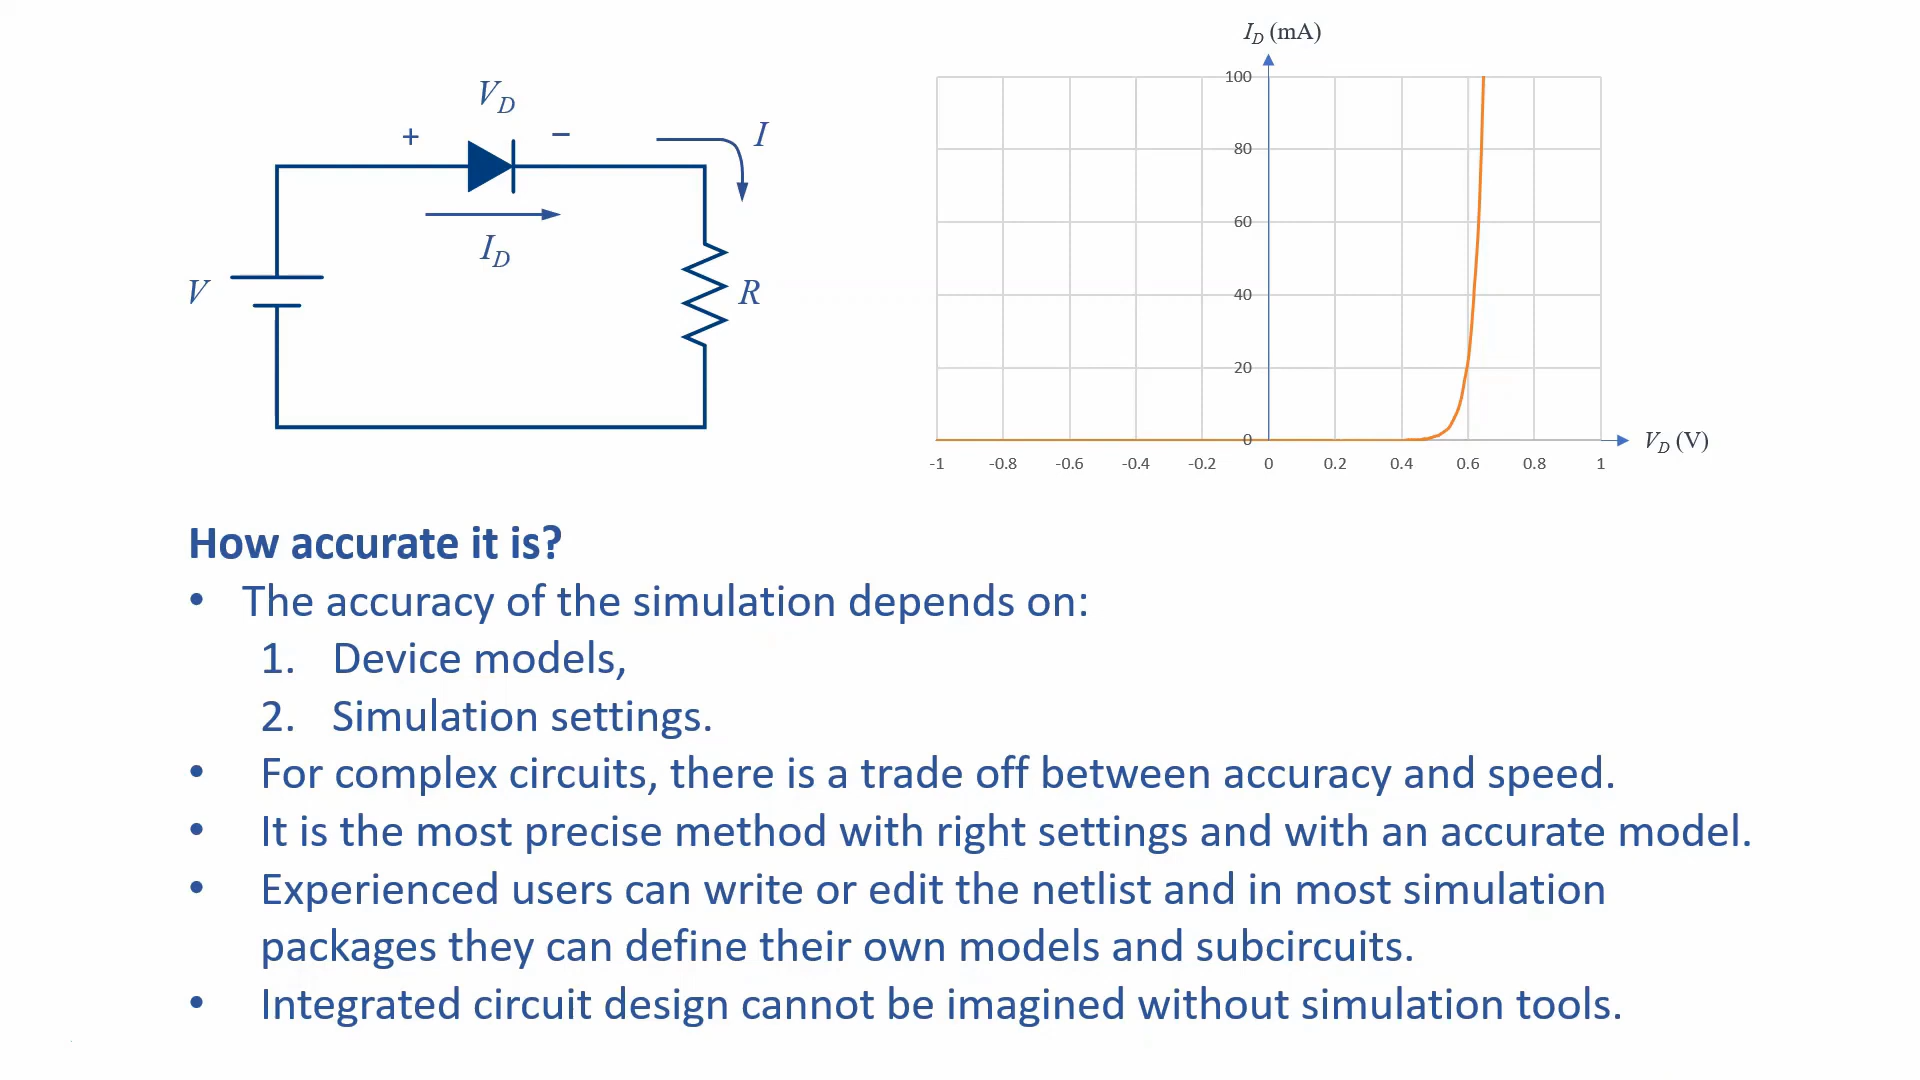 I_D (mA)
V_D
+ −
I
I_D
V
R
100
80
60
40
20
0
-1 -0.8 -0.6 -0.4 -0.2 0 0.2 0.4 0.6 0.8 1
V_D (V)
How accurate it is?
• The accuracy of the simulation depends on:
1. Device models,
2. Simulation settings.
• For complex circuits, there is a trade off between accuracy and speed.
• It is the most precise method with right settings and with an accurate model.
• Experienced users can write or edit the netlist and in most simulation
packages they can define their own models and subcircuits.
• Integrated circuit design cannot be imagined without simulation tools.